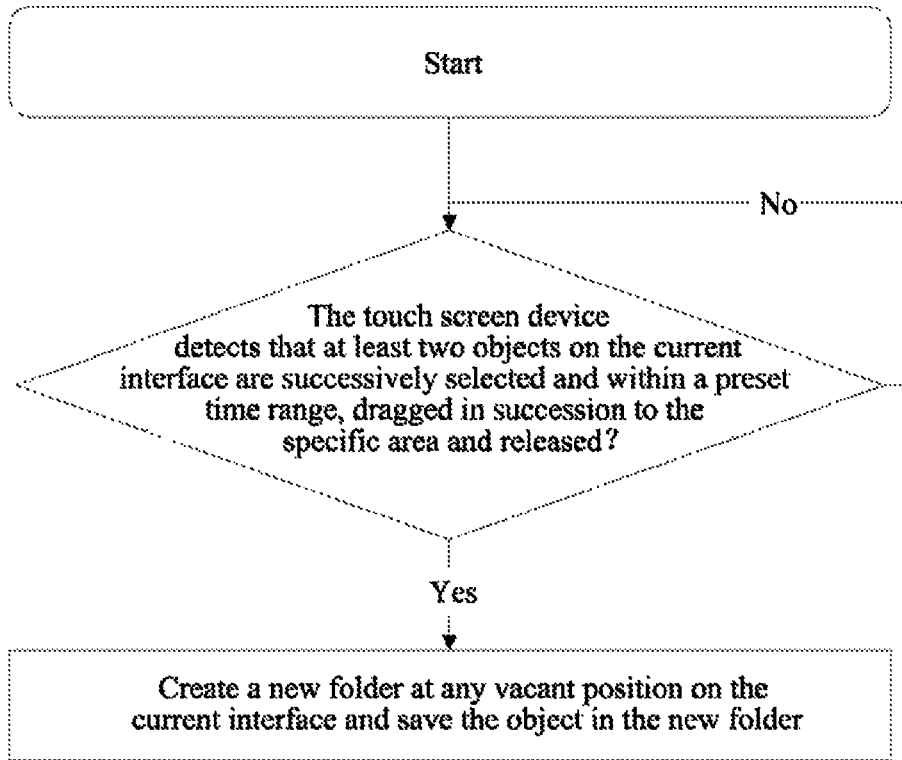 Start
No
The touch screen device
detects that at least two objects on the current
interface are successively selected and within a preset
time range, dragged in succession to the
specific area and released?
Yes
Create a new folder at any vacant position on the
current interface and save the object in the new folder